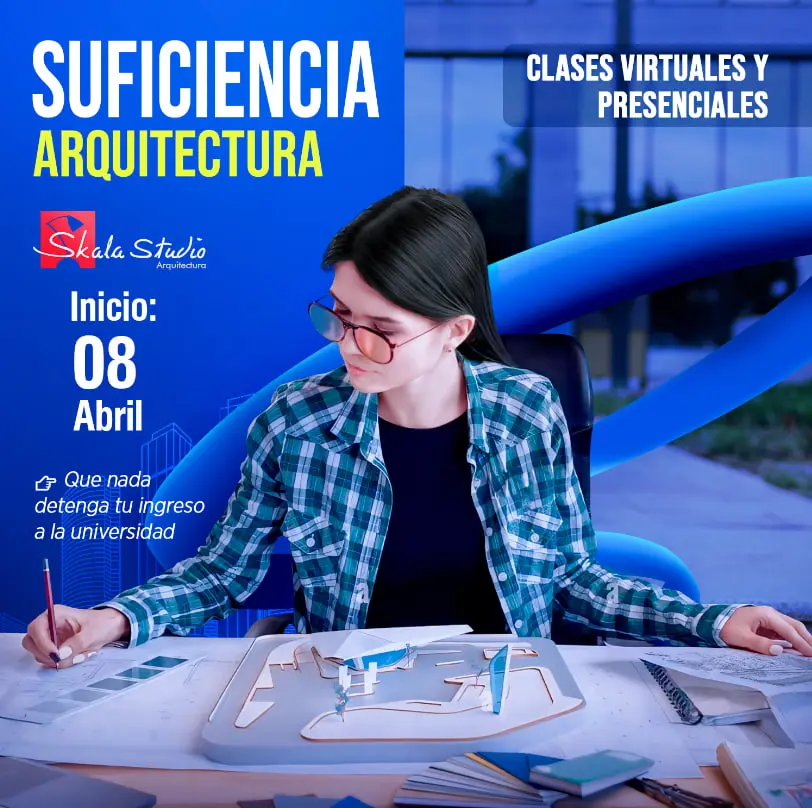 SUFICIENCIA
ARQUITECTURA
CLASES VIRTUALES Y
PRESENCIALES
Skala Studio
Arquitectura
Inicio:
08
Abril
Que nada
detenga tu ingreso
a la universidad